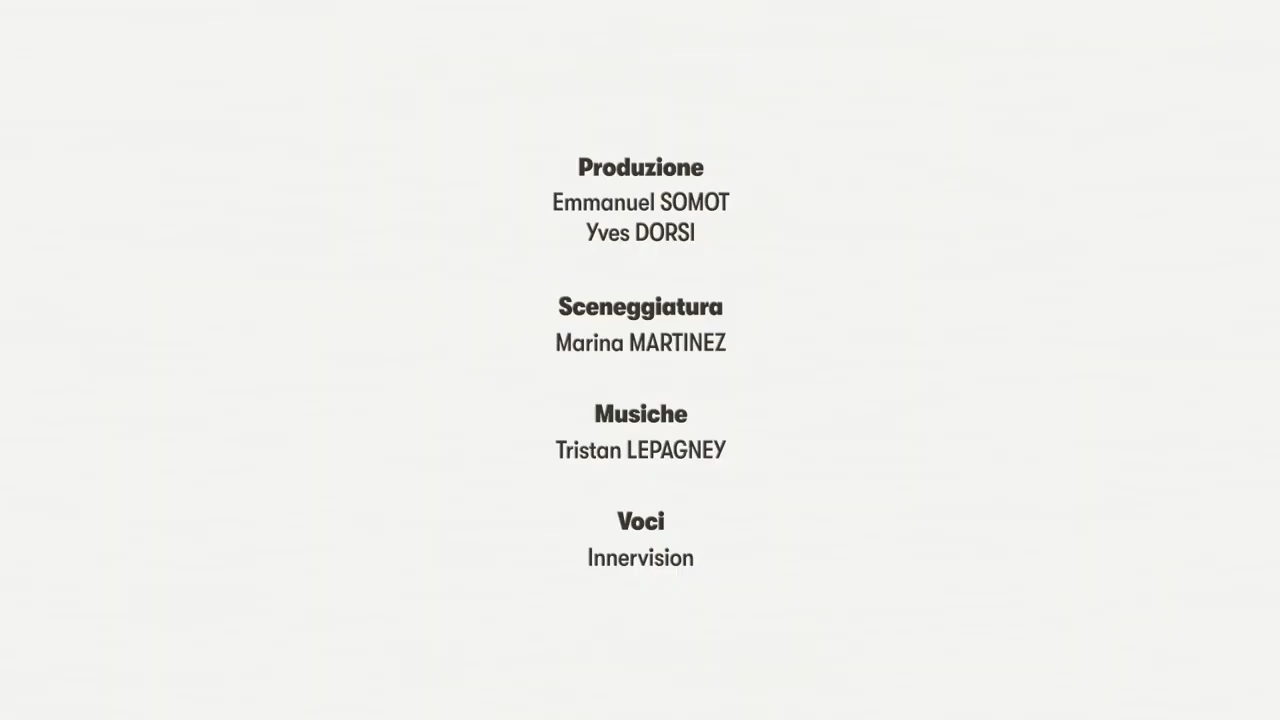 Produzione
Emmanuel SOMOT
Yves DORSI
Sceneggiatura
Marina MARTINEZ
Musiche
Tristan LEPAGNEY
Voci
Innervision